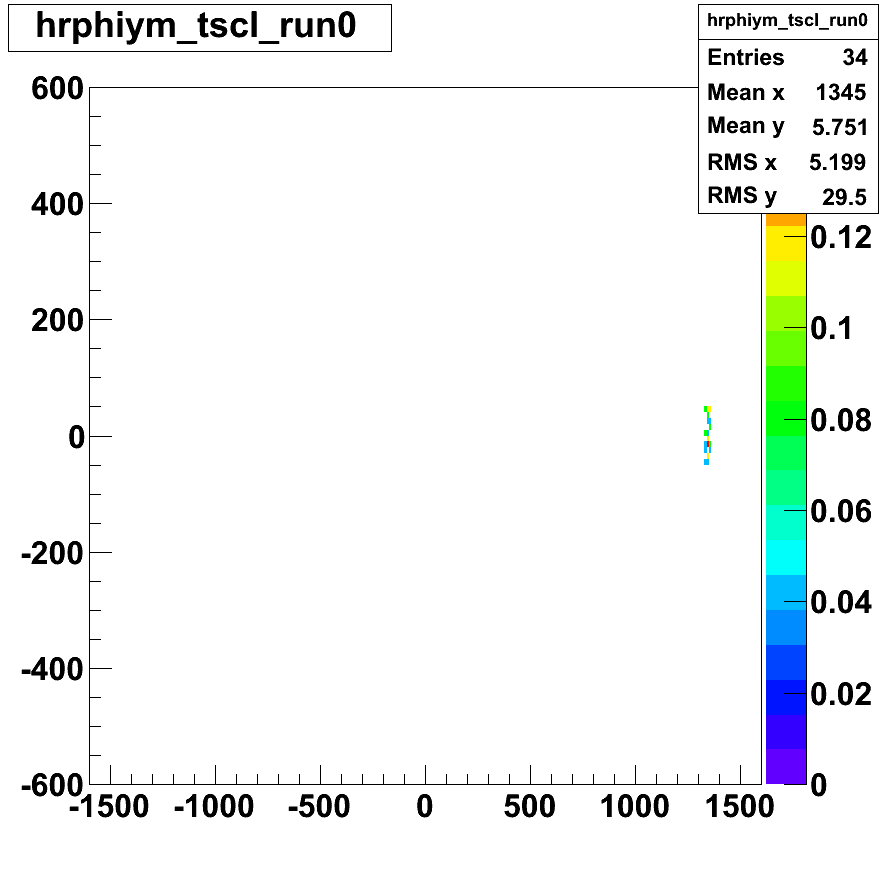 hrphiym_tscl_run0
hrphiym_tscl_run0
Entries 34
Mean x 1345
Mean y 5.751
RMS x 5.199
RMS y 29.5
600
400
200
0
-200
-400
-600
-1500 -1000 -500 0 500 1000 1500
0.12
0.1
0.08
0.06
0.04
0.02
0